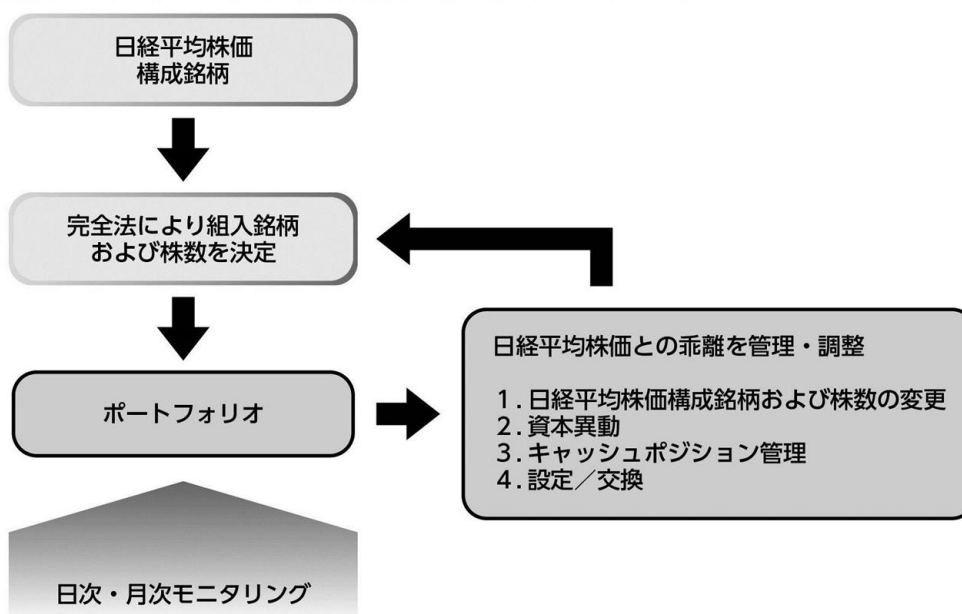 日経平均株価
構成銘柄
完全法により組入銘柄
および株数を決定
ポートフォリオ
日経平均株価との乖離を管理・調整
1.日経平均株価構成銘柄および株数の変更
2.資本異動
3.キャッシュポジション管理
4.設定／交換
日次・月次モニタリング